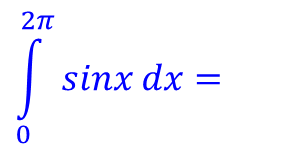 2π
∫ sinx dx =
0